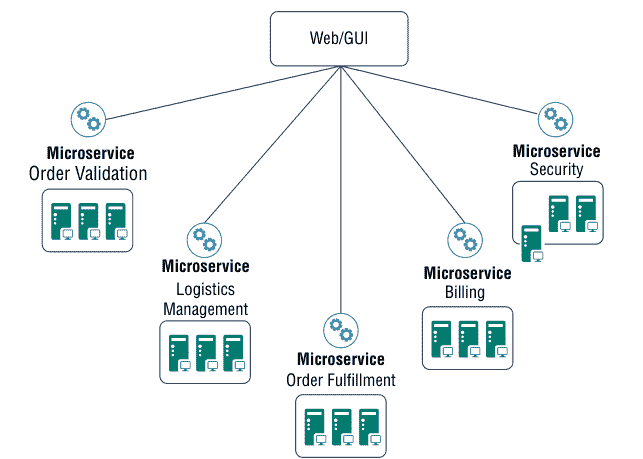 Web/GUI
Microservice
Order Validation
Microservice
Security
Microservice
Logistics
Management
Microservice
Billing
Microservice
Order Fulfillment